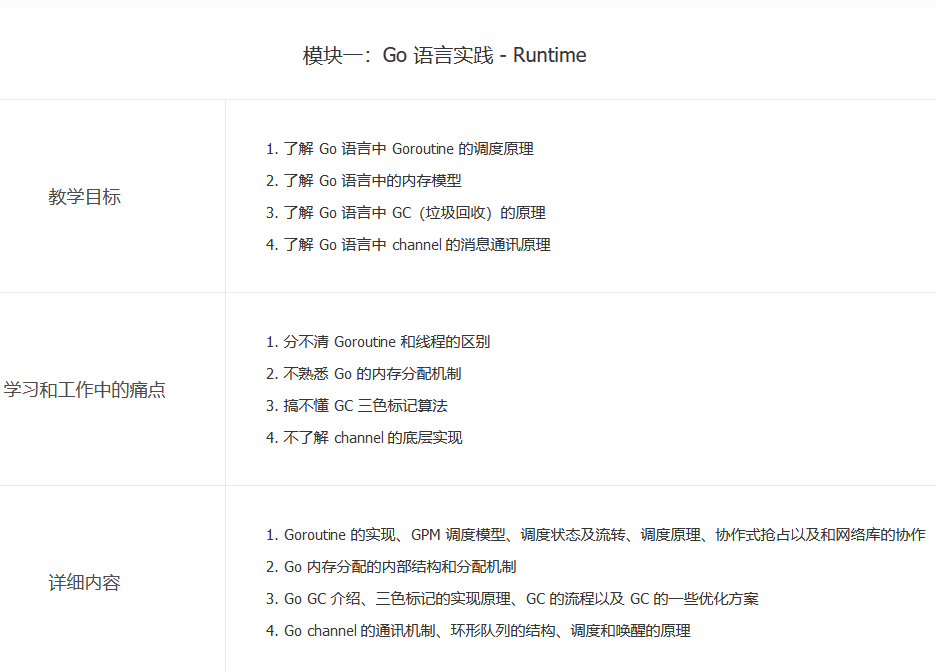 模块一：Go 语言实践 - Runtime
教学目标
1. 了解 Go 语言中 Goroutine 的调度原理
2. 了解 Go 语言中的内存模型
3. 了解 Go 语言中 GC（垃圾回收）的原理
4. 了解 Go 语言中 channel 的消息通讯原理
学习和工作中的痛点
1. 分不清 Goroutine 和线程的区别
2. 不熟悉 Go 的内存分配机制
3. 搞不懂 GC 三色标记算法
4. 不了解 channel 的底层实现
详细内容
1. Goroutine 的实现、GPM 调度模型、调度状态及流转、调度原理、协作式抢占以及和网络库的协作
2. Go 内存分配的内部结构和分配机制
3. Go GC 介绍、三色标记的实现原理、GC 的流程以及 GC 的一些优化方案
4. Go channel 的通讯机制、环形队列的结构、调度和唤醒的原理